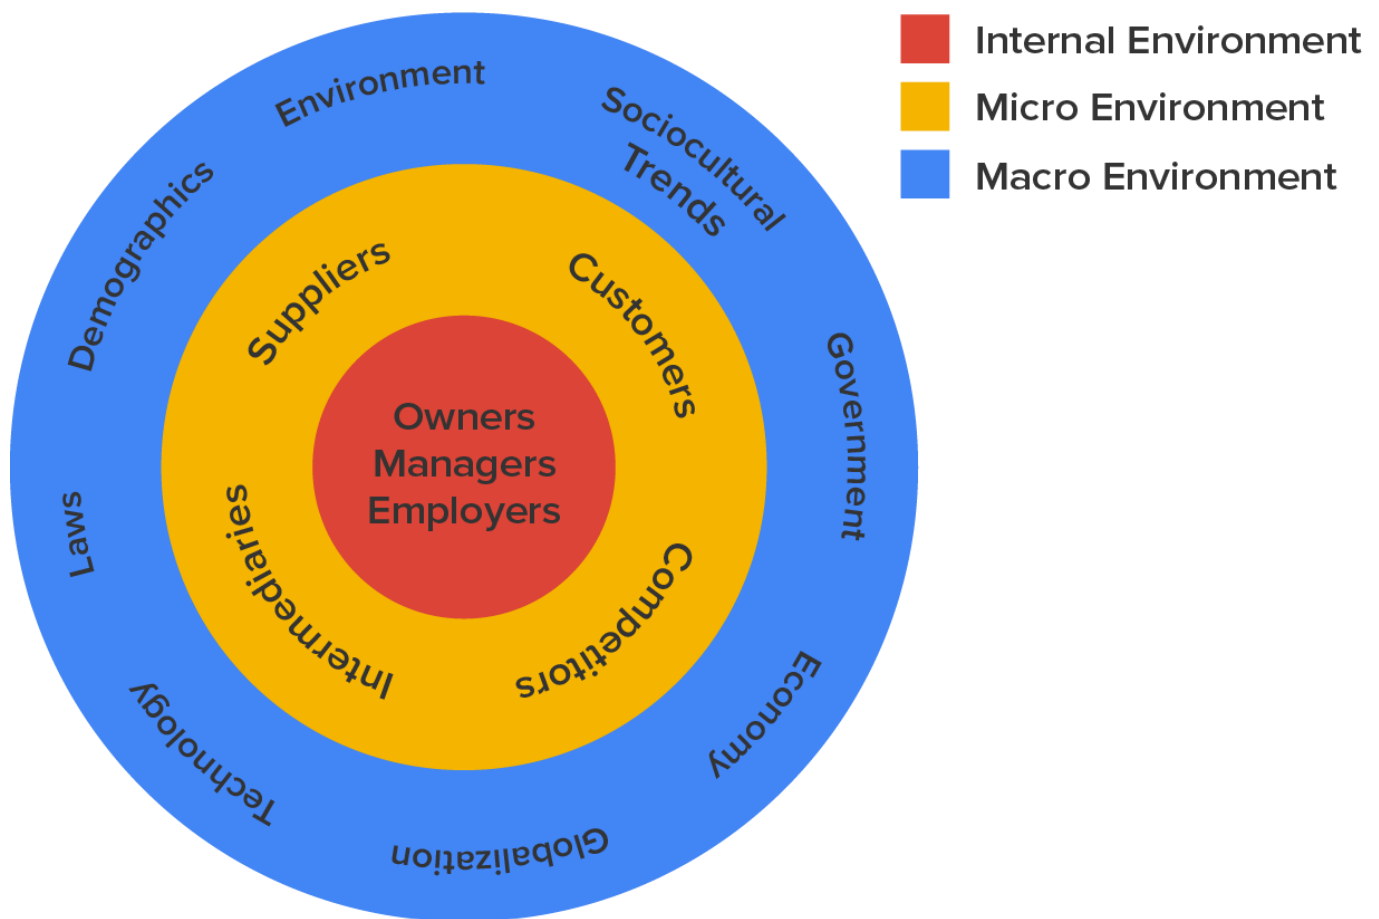 Internal Environment
Micro Environment
Macro Environment
Environment
Sociocultural
Trends
Government
Economy
Globalization
Technology
Laws
Demographics
Suppliers
Customers
Competitors
Intermediaries
Owners
Managers
Employers